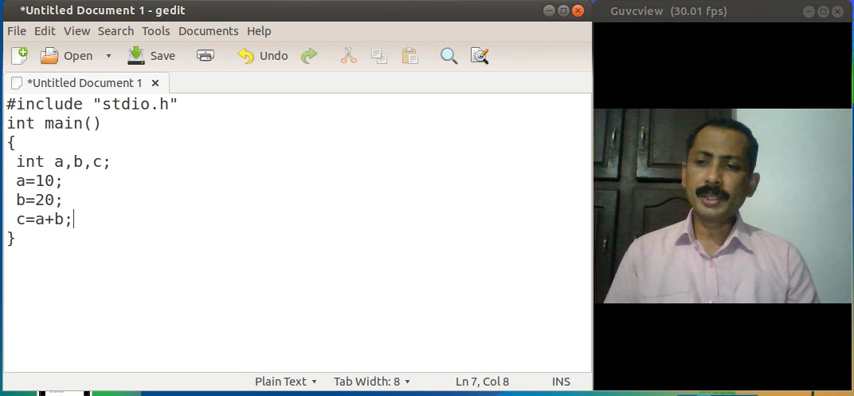 *Untitled Document 1 - gedit
Guvcview (30.01 fps)
File Edit View Search Tools Documents Help
Open Save Undo
*Untitled Document 1
#include "stdio.h"
int main()
{
int a,b,c;
a=10;
b=20;
c=a+b;
}
Plain Text Tab Width: 8 Ln 7, Col 8 INS